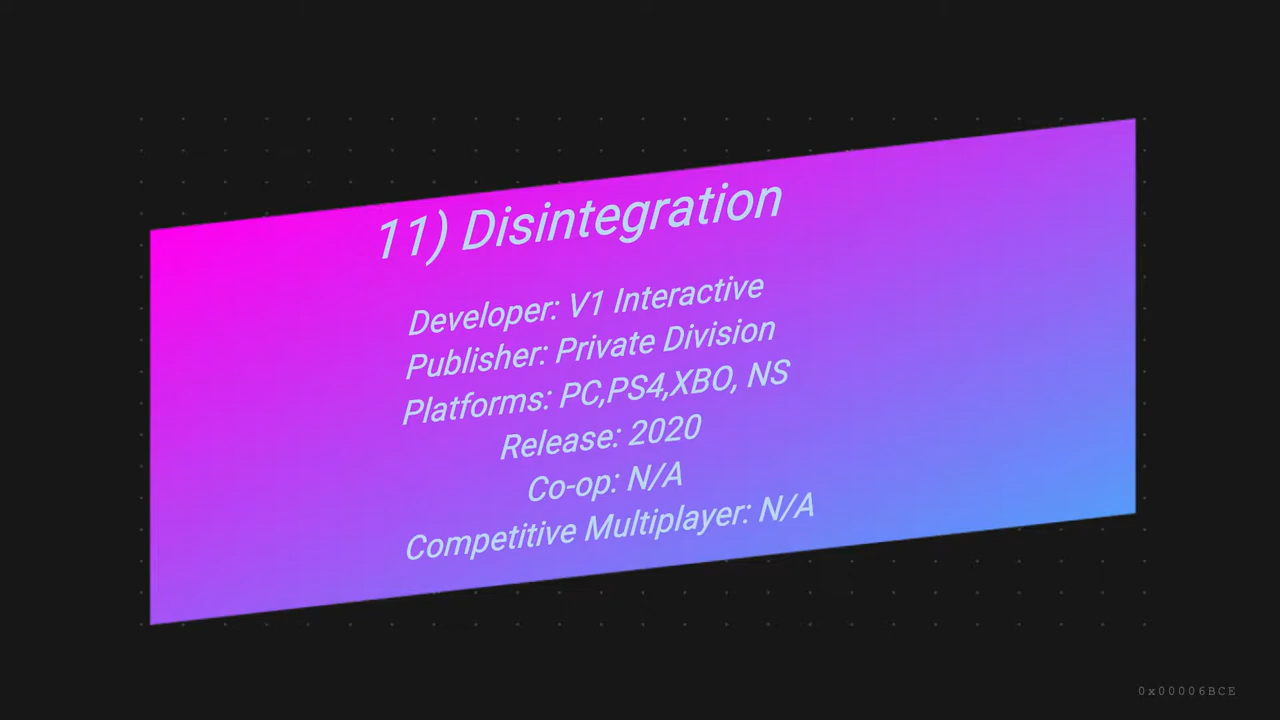 11) Disintegration
Developer: V1 Interactive
Publisher: Private Division
Platforms: PC,PS4,XBO, NS
Release: 2020
Co-op: N/A
Competitive Multiplayer: N/A
0x00006BCE